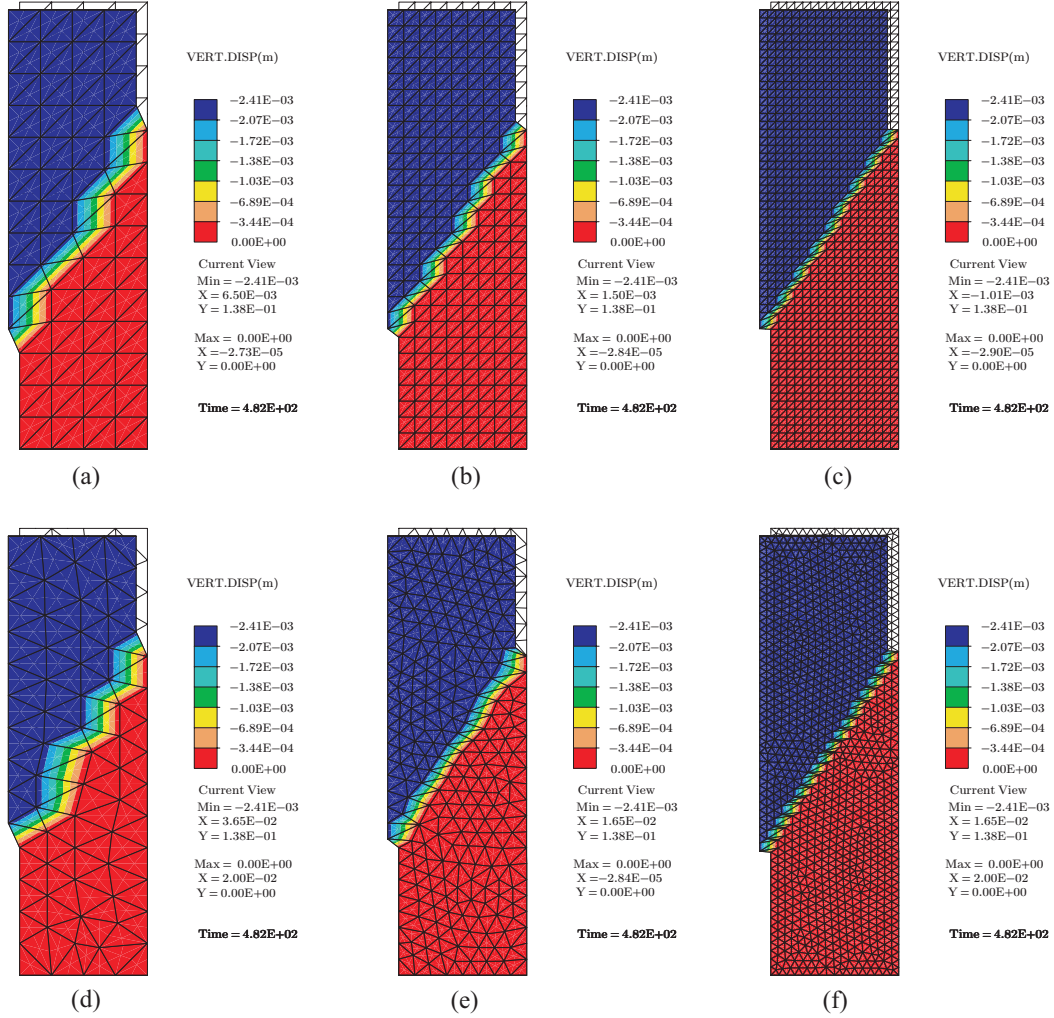 VERT.DISP(m)
−2.41E−03
−2.07E−03
−1.72E−03
−1.38E−03
−1.03E−03
−6.89E−04
−3.44E−04
0.00E+00
Current View
Min = −2.41E−03
X = 6.50E−03
Y = 1.38E−01
Max = 0.00E+00
X =−2.73E−05
Y = 0.00E+00
Time = 4.82E+02
(a)
VERT.DISP(m)
−2.41E−03
−2.07E−03
−1.72E−03
−1.38E−03
−1.03E−03
−6.89E−04
−3.44E−04
0.00E+00
Current View
Min = −2.41E−03
X = 1.50E−03
Y = 1.38E−01
Max = 0.00E+00
X =−2.84E−05
Y = 0.00E+00
Time = 4.82E+02
(b)
VERT.DISP(m)
−2.41E−03
−2.07E−03
−1.72E−03
−1.38E−03
−1.03E−03
−6.89E−04
−3.44E−04
0.00E+00
Current View
Min = −2.41E−03
X =−1.01E−03
Y = 1.38E−01
Max = 0.00E+00
X =−2.90E−05
Y = 0.00E+00
Time = 4.82E+02
(c)
VERT.DISP(m)
−2.41E−03
−2.07E−03
−1.72E−03
−1.38E−03
−1.03E−03
−6.89E−04
−3.44E−04
0.00E+00
Current View
Min = −2.41E−03
X = 3.65E−02
Y = 1.38E−01
Max = 0.00E+00
X = 2.00E−02
Y = 0.00E+00
Time = 4.82E+02
(d)
VERT.DISP(m)
−2.41E−03
−2.07E−03
−1.72E−03
−1.38E−03
−1.03E−03
−6.89E−04
−3.44E−04
0.00E+00
Current View
Min = −2.41E−03
X = 1.65E−02
Y = 1.38E−01
Max = 0.00E+00
X =−2.84E−05
Y = 0.00E+00
Time = 4.82E+02
(e)
VERT.DISP(m)
−2.41E−03
−2.07E−03
−1.72E−03
−1.38E−03
−1.03E−03
−6.89E−04
−3.44E−04
0.00E+00
Current View
Min = −2.41E−03
X = 1.65E−02
Y = 1.38E−01
Max = 0.00E+00
X = 2.00E−02
Y = 0.00E+00
Time = 4.82E+02
(f)